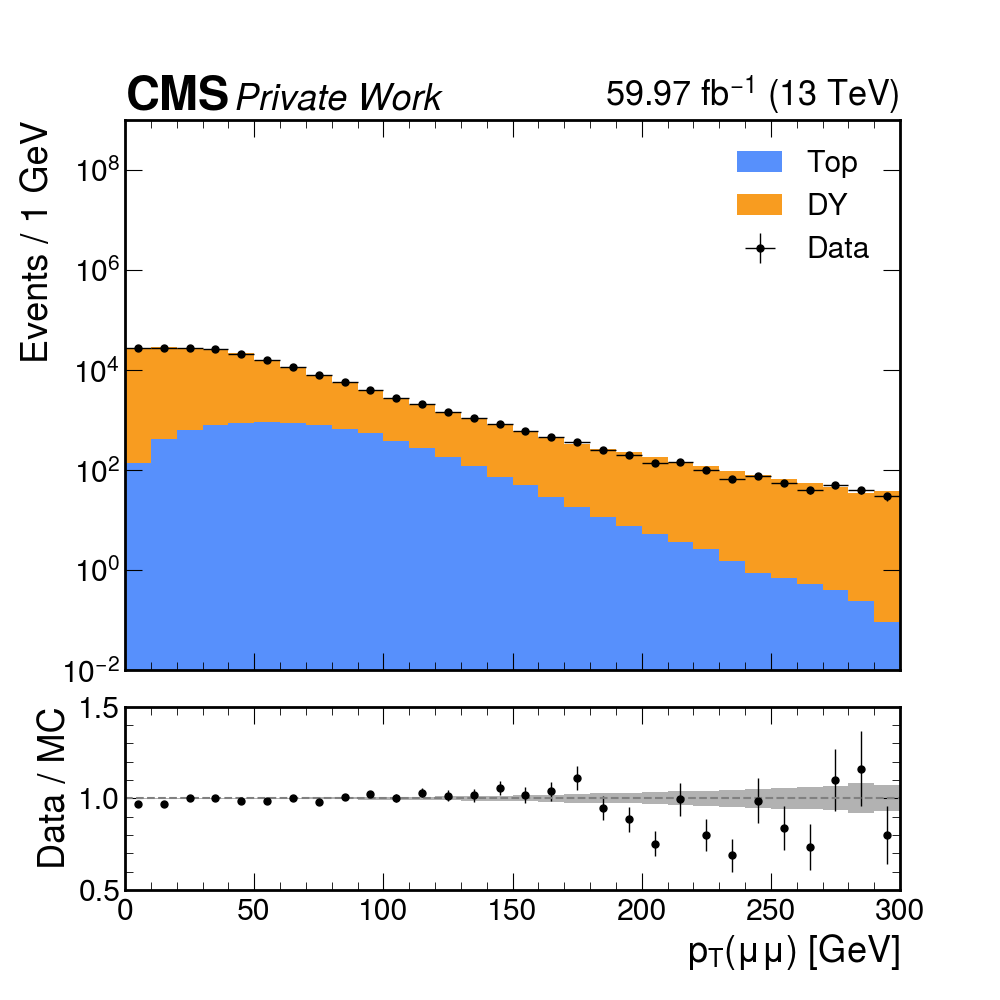 CMS Private Work 59.97 fb⁻¹ (13 TeV)
Events / 1 GeV
10⁸
10⁶
10⁴
10²
10⁰
10⁻²
Top
DY
Data
Data / MC
1.5
1.0
0.5
0 50 100 150 200 250 300
p_T(μμ) [GeV]